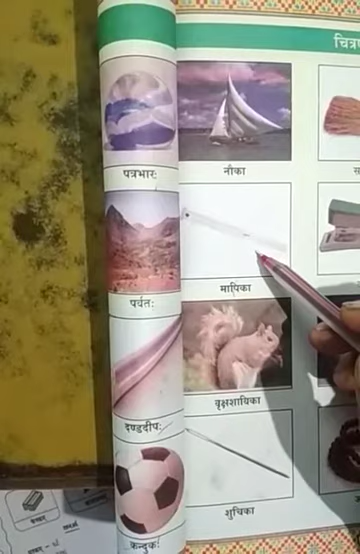 चित्र
पत्रभारः
नौका
पर्वतः
मापिका
वृक्षशायिका
दण्डदीपः
शुचिका
कन्दुकः